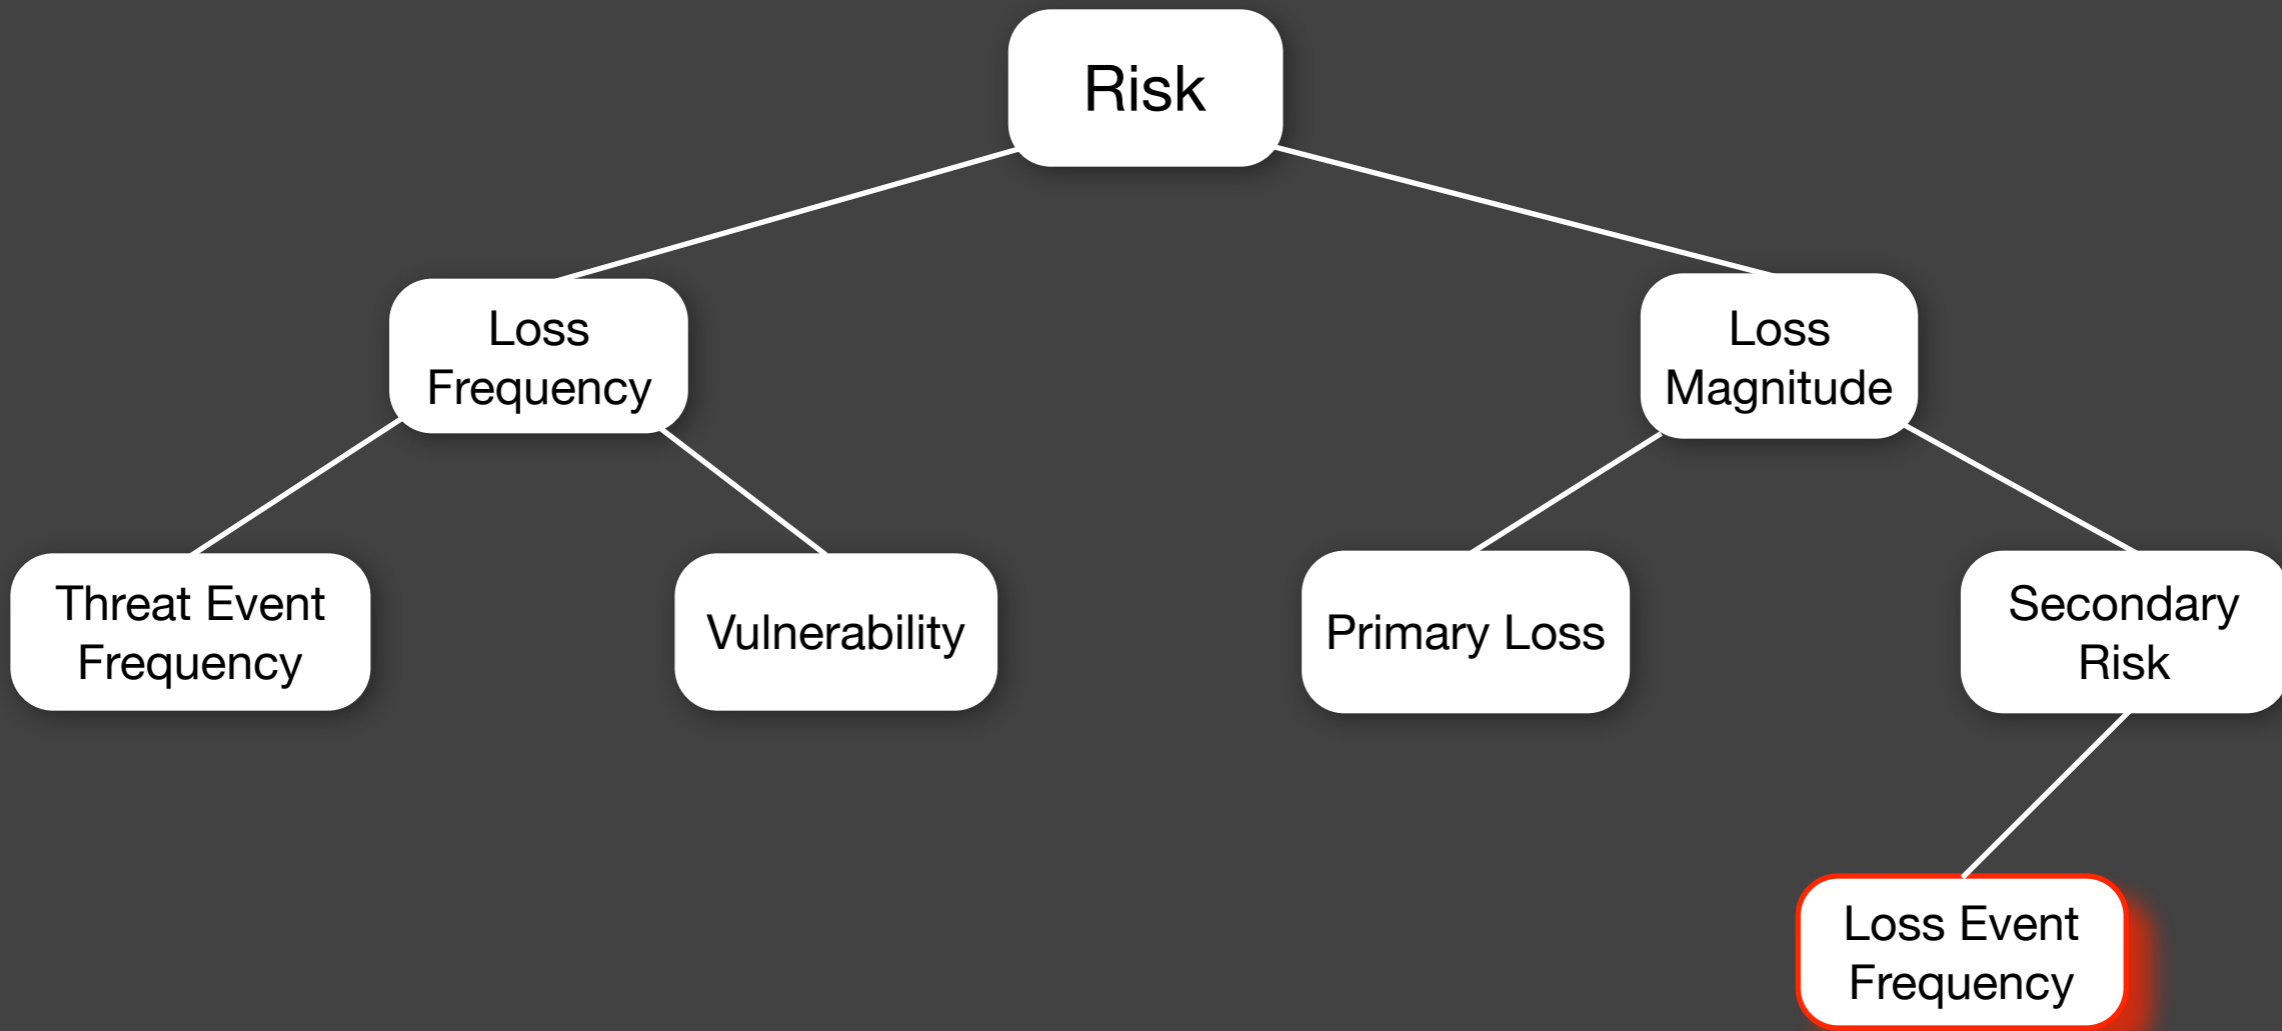 Risk
Loss
Frequency
Loss
Magnitude
Threat Event
Frequency
Vulnerability
Primary Loss
Secondary
Risk
Loss Event
Frequency